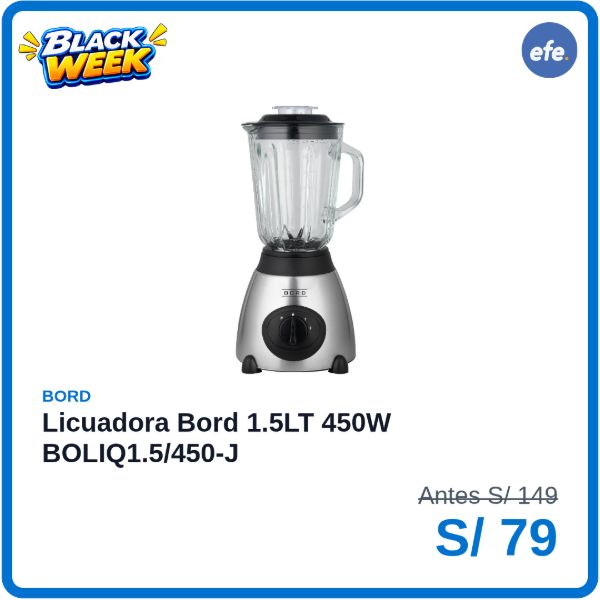 BLACK
WEEK
efe.
BORD
BORD
Licuadora Bord 1.5LT 450W
BOLIQ1.5/450-J
Antes S/ 149
S/ 79